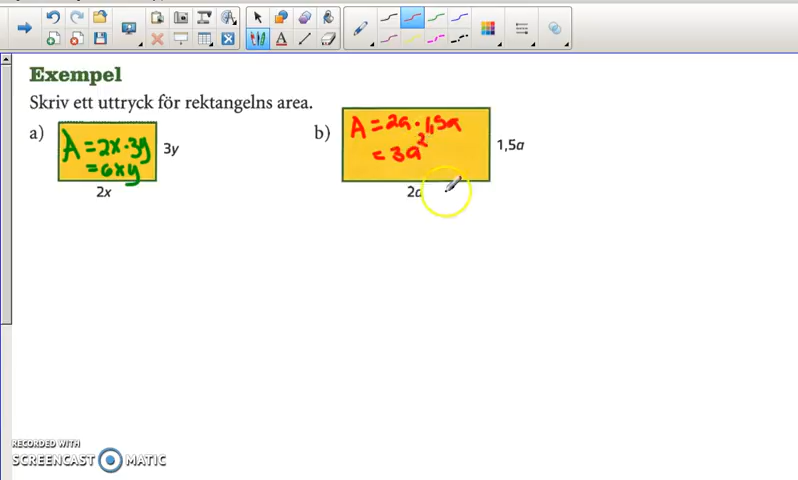 Exempel
Skriv ett uttryck för rektangelns area.
a)
A = 2x · 3y
= 6xy
3y
2x
b)
A = 2a · 1,5a
= 3a²
1,5a
2a
RECORDED WITH
SCREENCAST MATIC